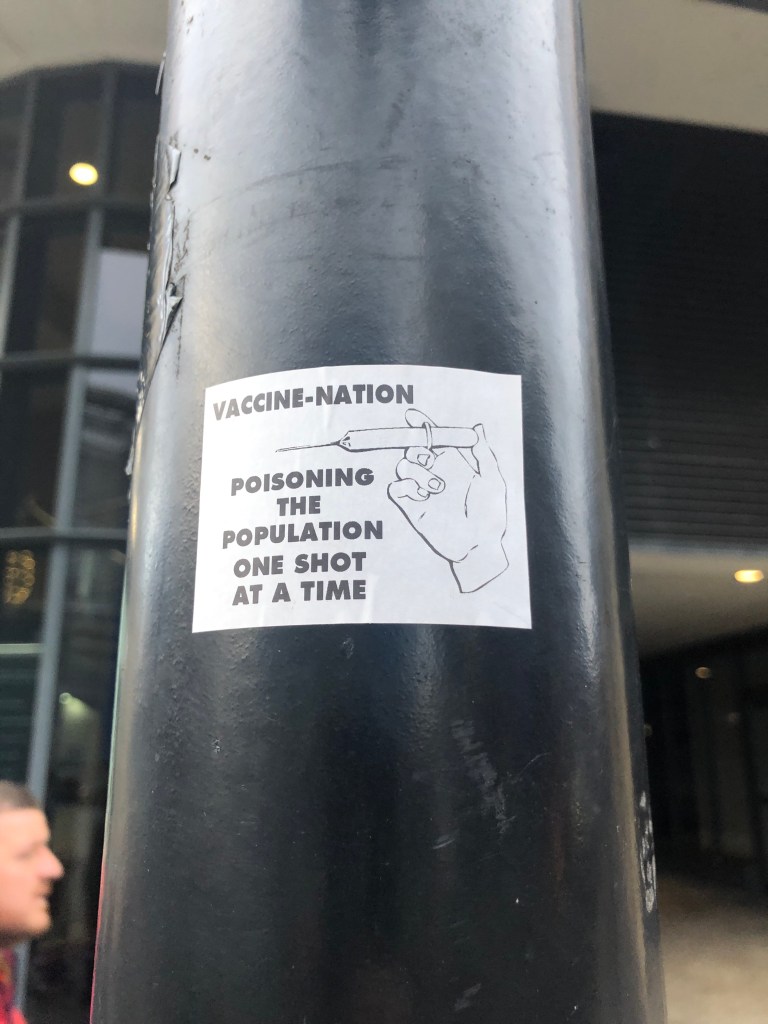 VACCINE-NATION
POISONING
THE
POPULATION
ONE SHOT
AT A TIME